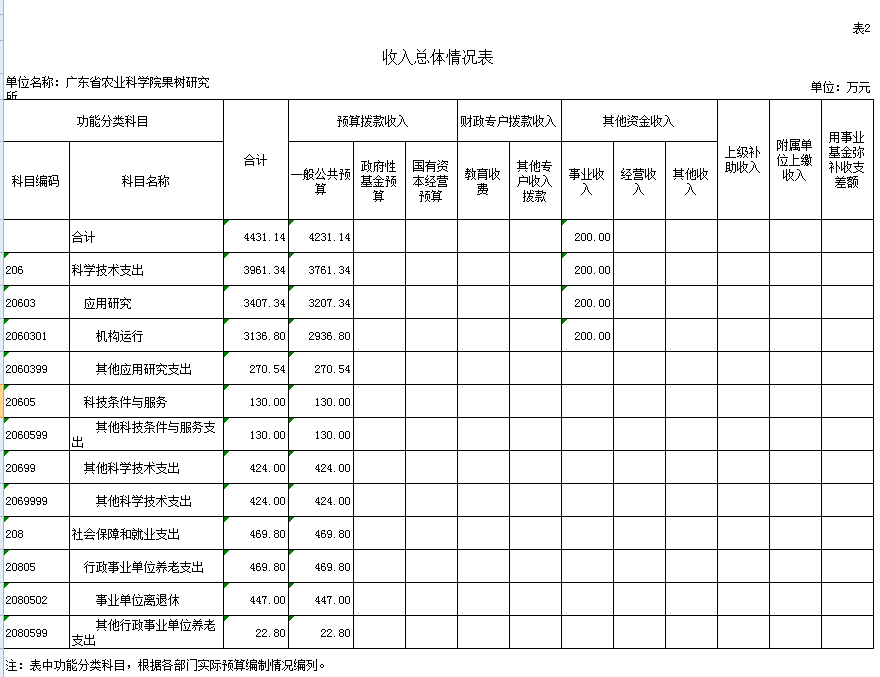 表2
收入总体情况表
单位名称：广东省农业科学院果树研究
所
单位：万元
功能分类科目 合计 预算拨款收入 财政专户拨款收入 其他资金收入 上级补助收入 附属单位上缴收入 用事业基金弥补收支差额
科目编码 科目名称 一般公共预算 政府性基金预算 国有资本经营预算 教育收费 其他专户收入拨款 事业收入 经营收入 其他收入
合计 4431.14 4231.14 200.00
206 科学技术支出 3961.34 3761.34 200.00
20603 应用研究 3407.34 3207.34 200.00
2060301 机构运行 3136.80 2936.80 200.00
2060399 其他应用研究支出 270.54 270.54
20605 科技条件与服务 130.00 130.00
2060599 其他科技条件与服务支出 130.00 130.00
20699 其他科学技术支出 424.00 424.00
2069999 其他科学技术支出 424.00 424.00
208 社会保障和就业支出 469.80 469.80
20805 行政事业单位养老支出 469.80 469.80
2080502 事业单位离退休 447.00 447.00
2080599 其他行政事业单位养老支出 22.80 22.80
注：表中功能分类科目，根据各部门实际预算编制情况编列。